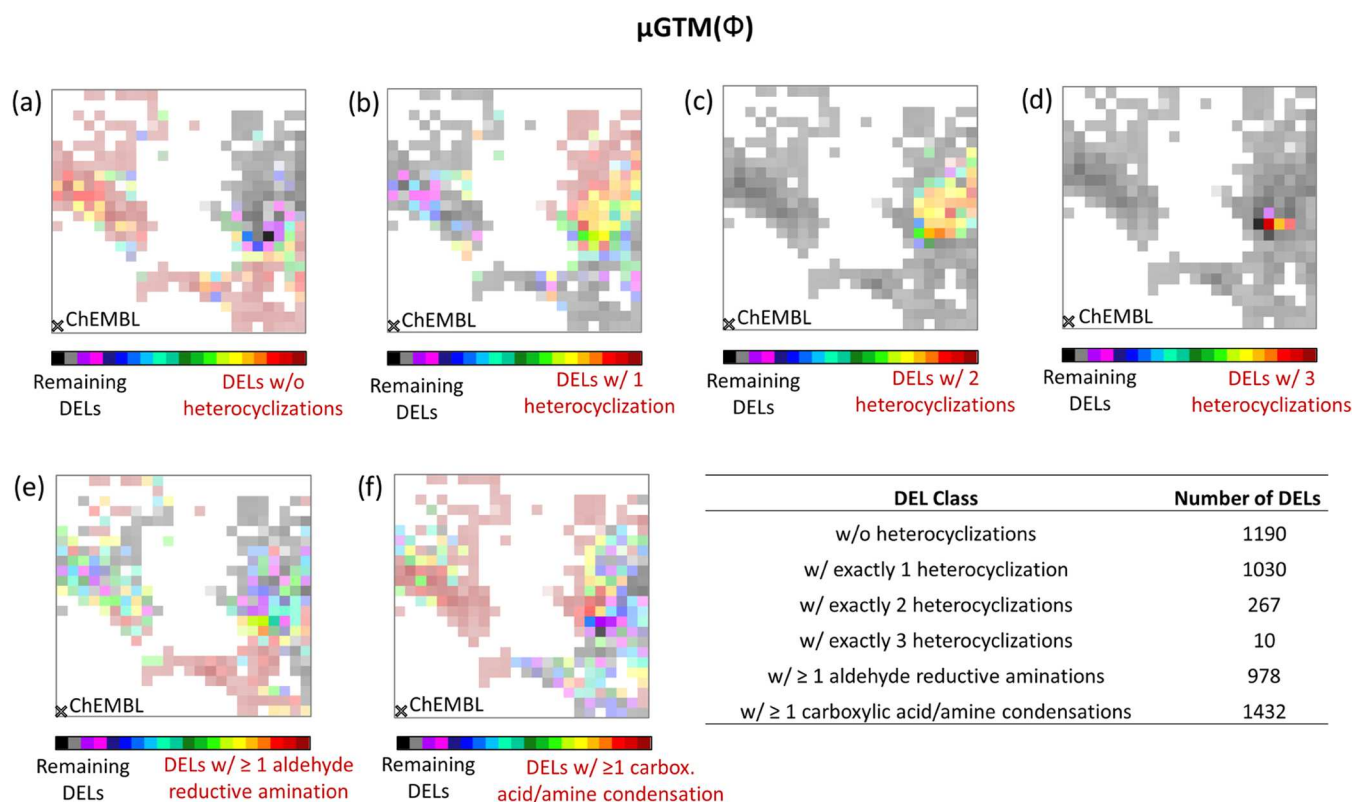 μGTM(Φ)
(a)
(b)
(c)
(d)
ChEMBL
ChEMBL
ChEMBL
ChEMBL
Remaining
DELs
DELs w/o
heterocyclizations
Remaining
DELs
DELs w/ 1
heterocyclization
Remaining
DELs
DELs w/ 2
heterocyclizations
Remaining
DELs
DELs w/ 3
heterocyclizations
(e)
(f)
ChEMBL
ChEMBL
Remaining
DELs
DELs w/ ≥ 1 aldehyde
reductive amination
Remaining
DELs
DELs w/ ≥1 carbox.
acid/amine condensation
DEL Class Number of DELs
w/o heterocyclizations 1190
w/ exactly 1 heterocyclization 1030
w/ exactly 2 heterocyclizations 267
w/ exactly 3 heterocyclizations 10
w/ ≥ 1 aldehyde reductive aminations 978
w/ ≥ 1 carboxylic acid/amine condensations 1432